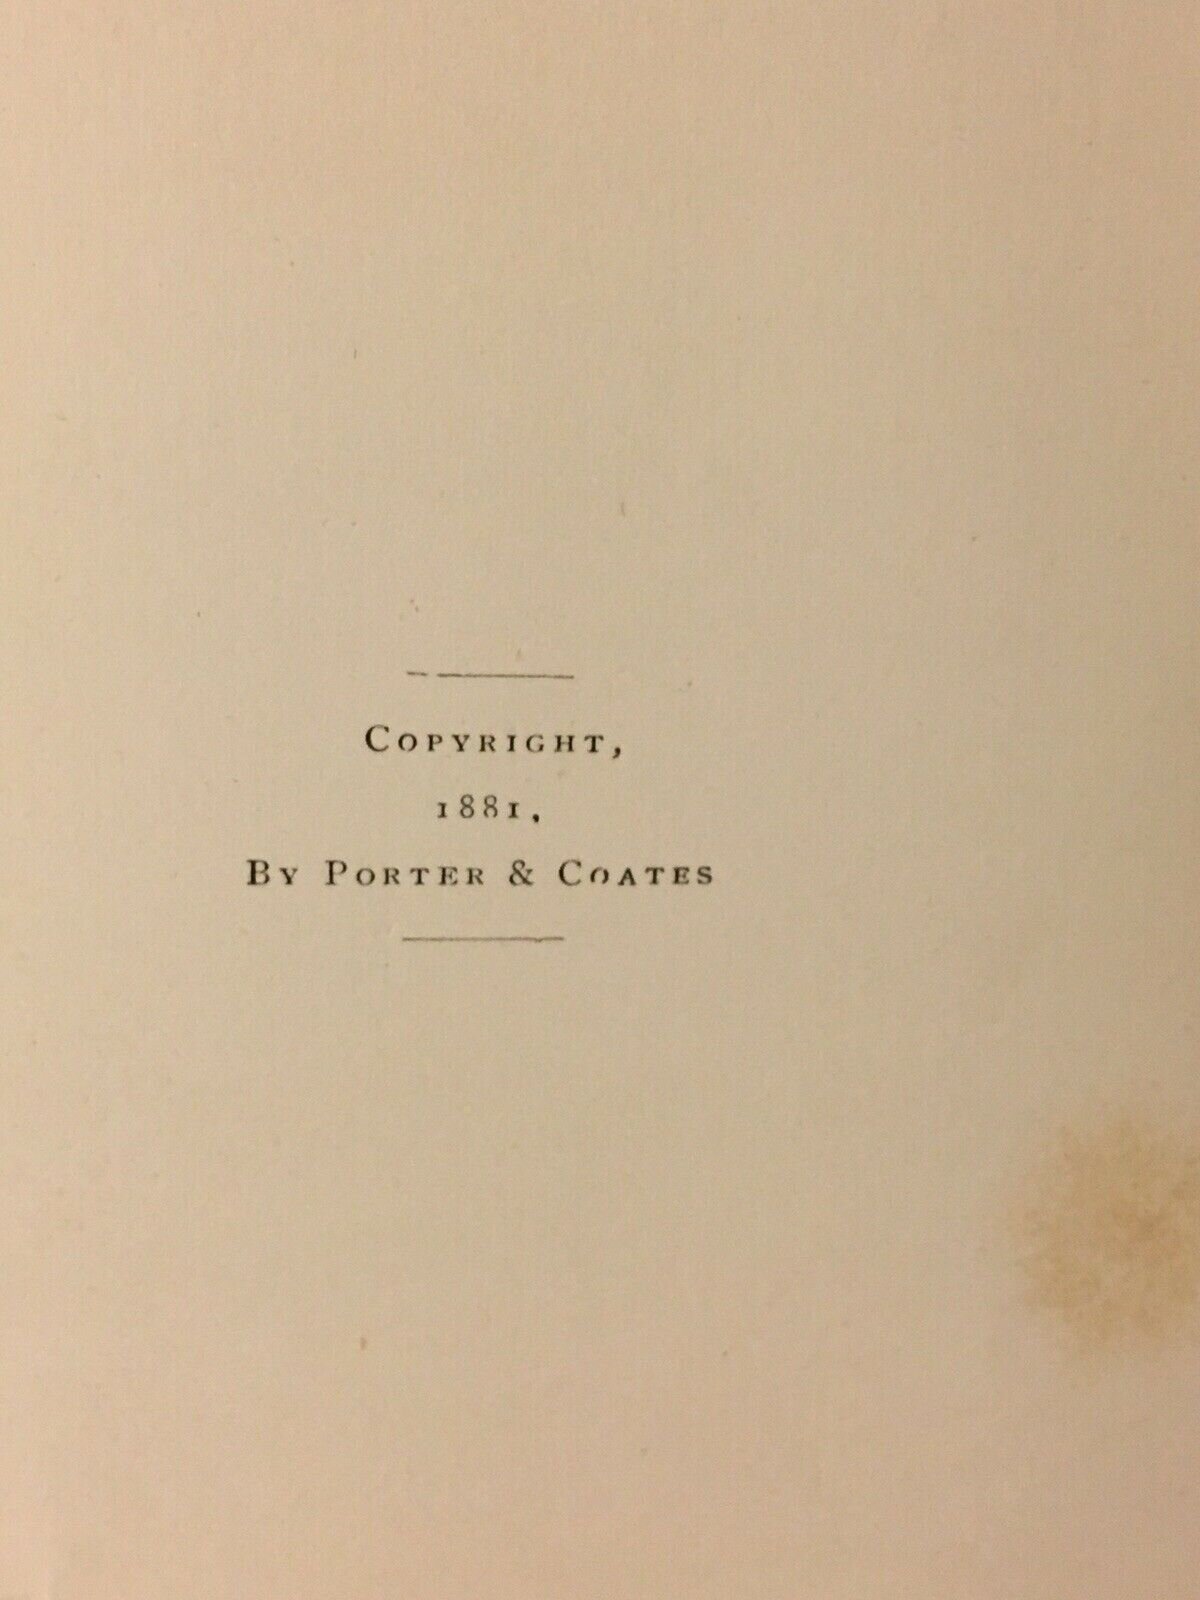 Copyright,
1881.
By Porter & Coates